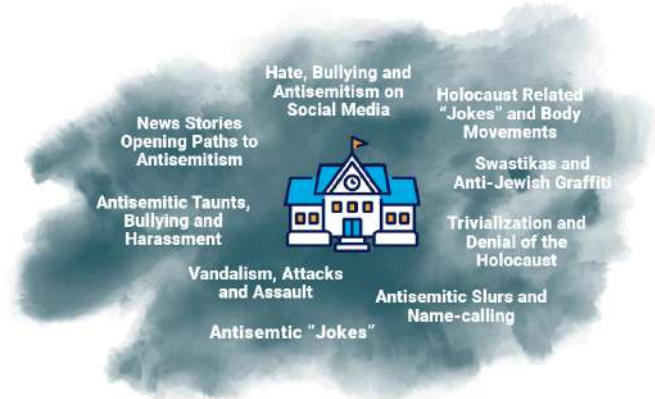 Hate, Bullying and
Antisemitism on
Social Media
Holocaust Related
“Jokes” and Body
Movements
News Stories
Opening Paths to
Antisemitism
Swastikas and
Anti-Jewish Graffiti
Antisemitic Taunts,
Bullying and
Harassment
Trivialization and
Denial of the
Holocaust
Vandalism, Attacks
and Assault
Antisemitic Slurs and
Name-calling
Antisemtic “Jokes”